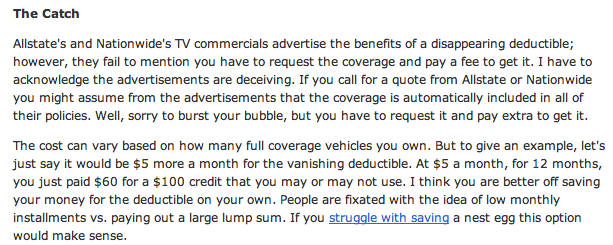 The Catch
Allstate's and Nationwide's TV commercials advertise the benefits of a disappearing deductible;
however, they fail to mention you have to request the coverage and pay a fee to get it. I have to
acknowledge the advertisements are deceiving. If you call for a quote from Allstate or Nationwide
you might assume from the advertisements that the coverage is automatically included in all of
their policies. Well, sorry to burst your bubble, but you have to request it and pay extra to get it.
The cost can vary based on how many full coverage vehicles you own. But to give an example, let's
just say it would be $5 more a month for the vanishing deductible. At $5 a month, for 12 months,
you just paid $60 for a $100 credit that you may or may not use. I think you are better off saving
your money for the deductible on your own. People are fixated with the idea of low monthly
installments vs. paying out a large lump sum. If you struggle with saving a nest egg this option
would make sense.